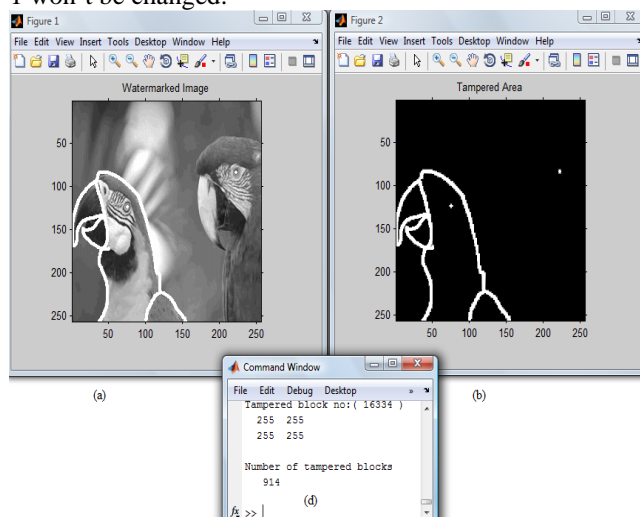 1 won't be changed.
Figure 1
File Edit View Insert Tools Desktop Window Help
Watermarked Image
50
100
150
200
250
50 100 150 200 250
(a)
Figure 2
File Edit View Insert Tools Desktop Window Help
Tampered Area
50
100
150
200
250
50 100 150 200 250
(b)
Command Window
File Edit Debug Desktop »
Tampered block no:( 16334 )
255 255
255 255
Number of tampered blocks
914
(d)
fx >>